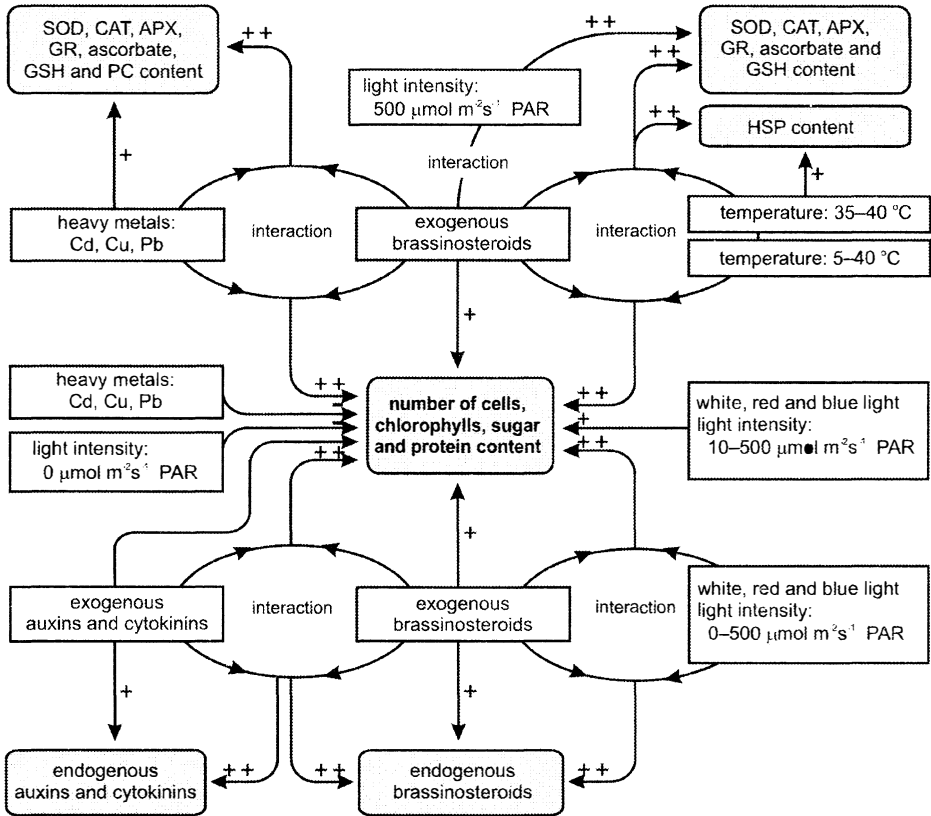 SOD, CAT, APX,
GR, ascorbate,
GSH and PC content
++
++
SOD, CAT, APX,
GR, ascorbate and
GSH content
++
light intensity:
500 μmol m⁻²s⁻¹ PAR
++
HSP content
+
interaction
+
heavy metals:
Cd, Cu, Pb
interaction
exogenous
brassinosteroids
interaction
temperature: 35–40 °C
temperature: 5–40 °C
+
heavy metals:
Cd, Cu, Pb
++
–
number of cells,
chlorophylls, sugar
and protein content
++
+
++
white, red and blue light
light intensity:
10–500 μmol m⁻²s⁻¹ PAR
light intensity:
0 μmol m⁻²s⁻¹ PAR
–
++
+
exogenous
auxins and cytokinins
interaction
exogenous
brassinosteroids
interaction
white, red and blue light
light intensity:
0–500 μmol m⁻²s⁻¹ PAR
+
+
endogenous
auxins and cytokinins
++
++
endogenous
brassinosteroids
++